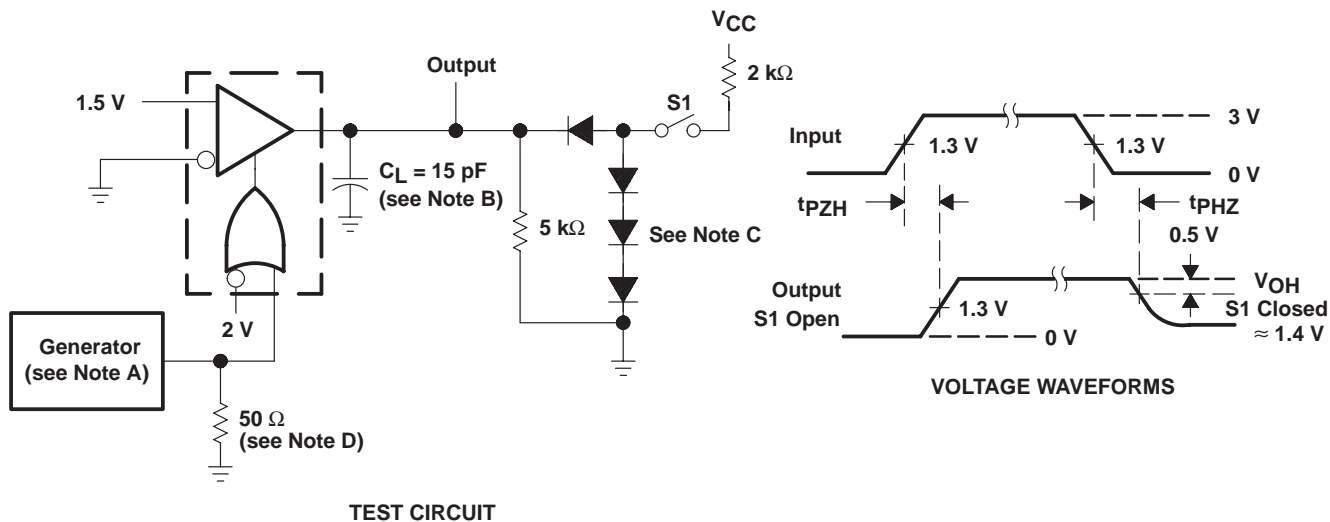 VCC
2 kΩ
Output
S1
1.5 V
CL = 15 pF
(see Note B)
5 kΩ
See Note C
2 V
Generator
(see Note A)
50 Ω
(see Note D)
TEST CIRCUIT
Input
3 V
1.3 V
1.3 V
0 V
tPZH
tPHZ
0.5 V
Output
S1 Open
1.3 V
0 V
VOH
S1 Closed
≈ 1.4 V
VOLTAGE WAVEFORMS